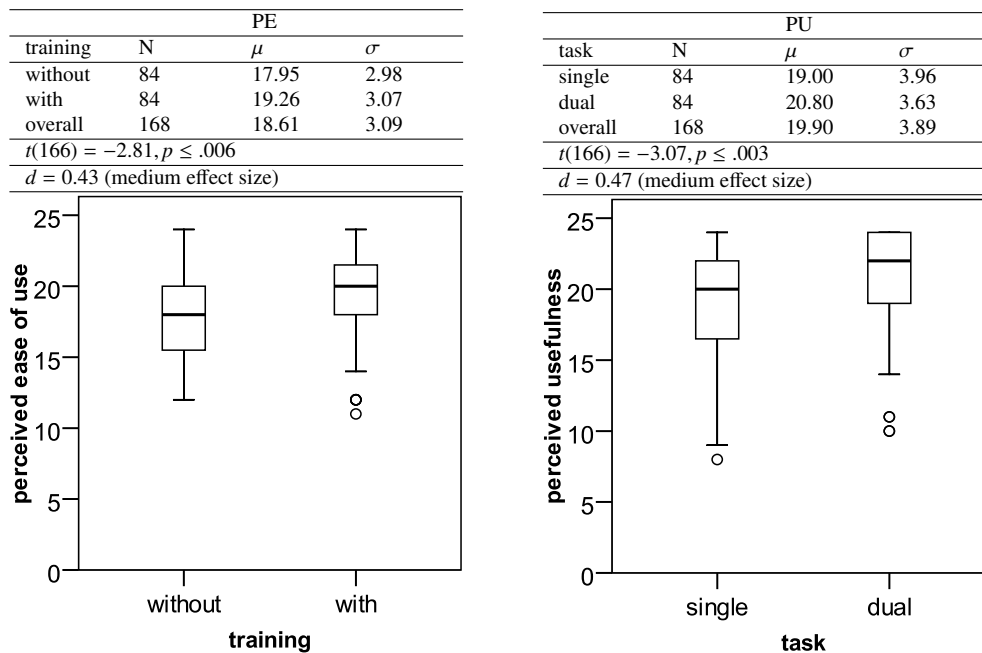 PE
training N μ σ
without 84 17.95 2.98
with 84 19.26 3.07
overall 168 18.61 3.09
t(166) = −2.81, p ≤ .006
d = 0.43 (medium effect size)
25
20
15
10
5
0
perceived ease of use
without with
training
PU
task N μ σ
single 84 19.00 3.96
dual 84 20.80 3.63
overall 168 19.90 3.89
t(166) = −3.07, p ≤ .003
d = 0.47 (medium effect size)
25
20
15
10
5
0
perceived usefulness
single dual
task